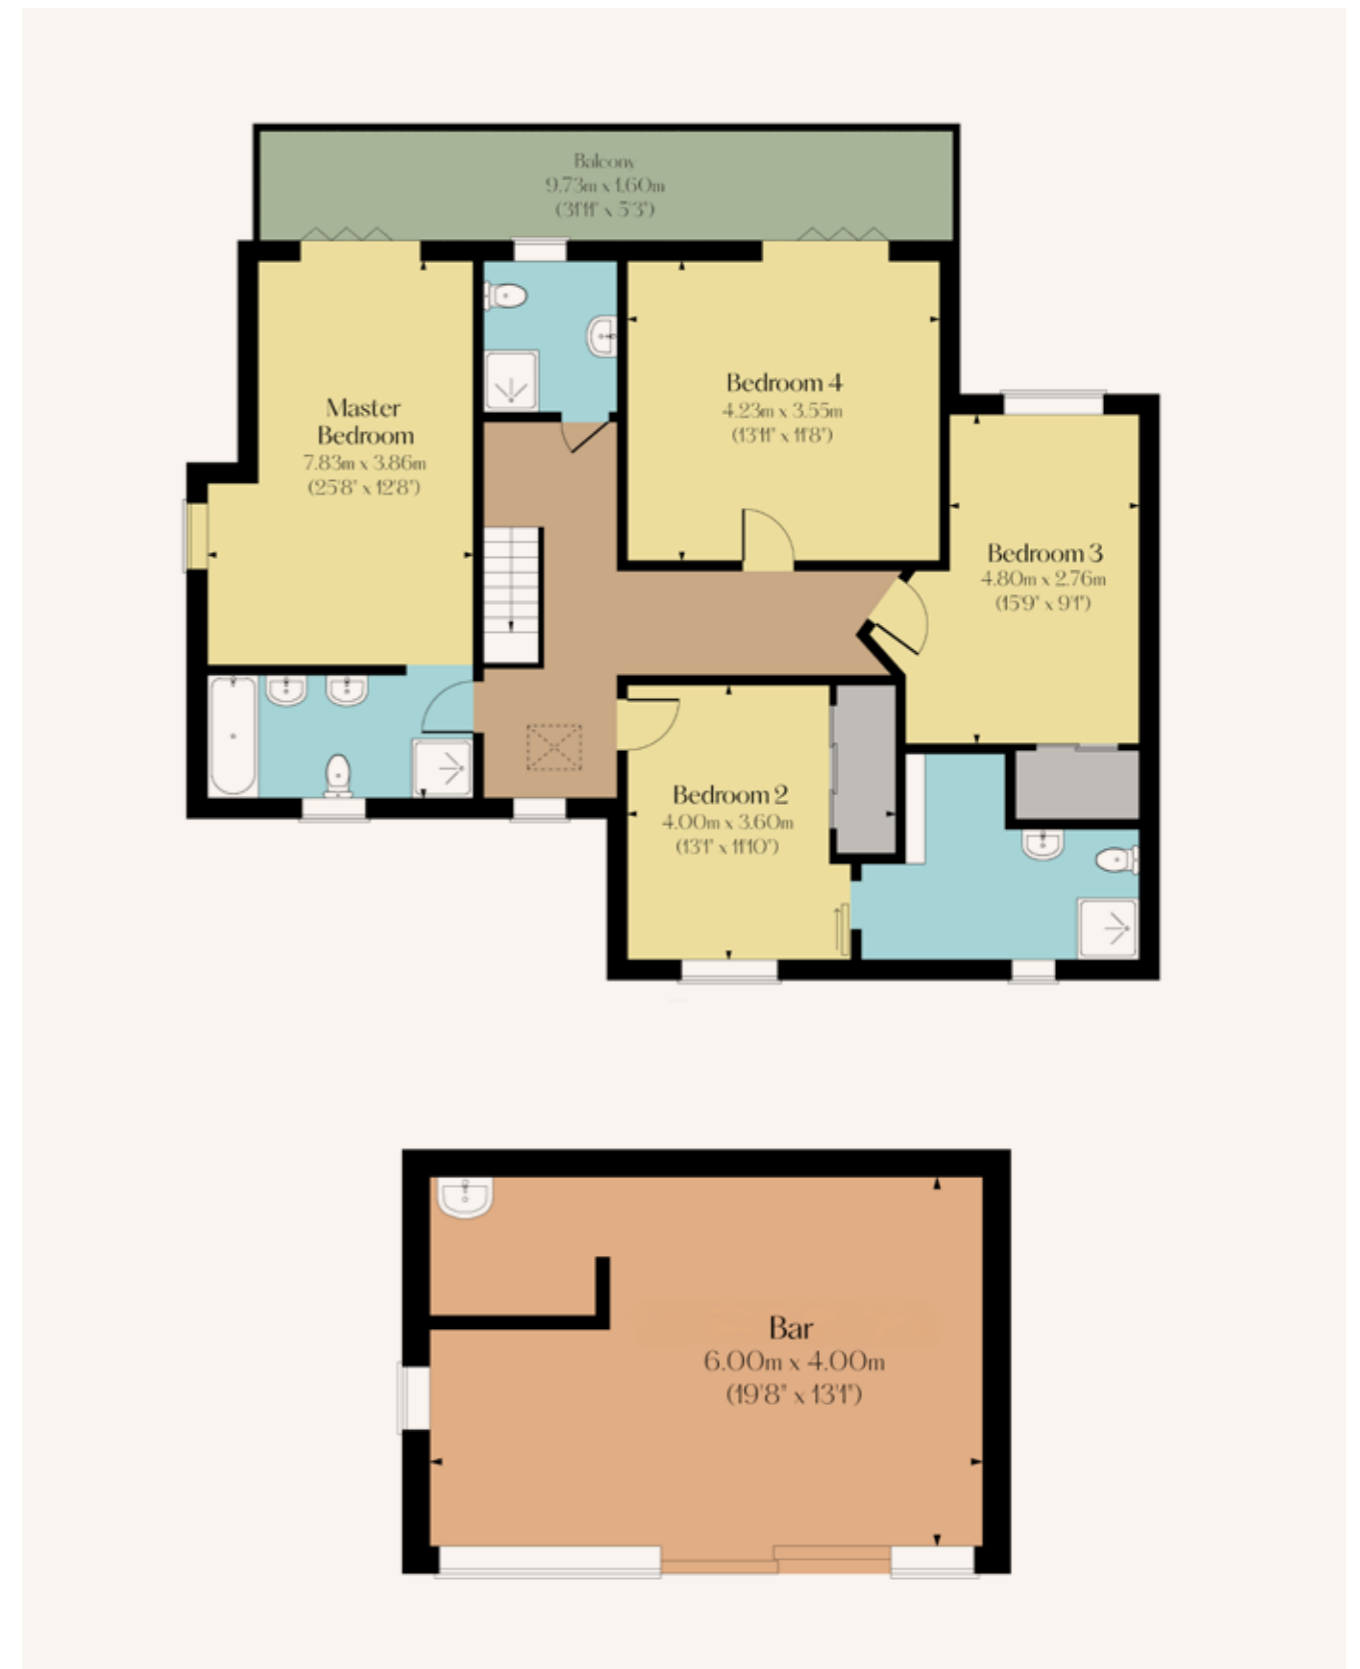 Balcony
9.73m x 1.60m
(31'11" x 5'3")
Master
Bedroom
7.83m x 3.86m
(25'8" x 12'8")
Bedroom 4
4.23m x 3.55m
(13'11" x 11'8")
Bedroom 3
4.80m x 2.76m
(15'9" x 9'1")
Bedroom 2
4.00m x 3.60m
(13'1" x 11'10")
Bar
6.00m x 4.00m
(19'8" x 13'1")